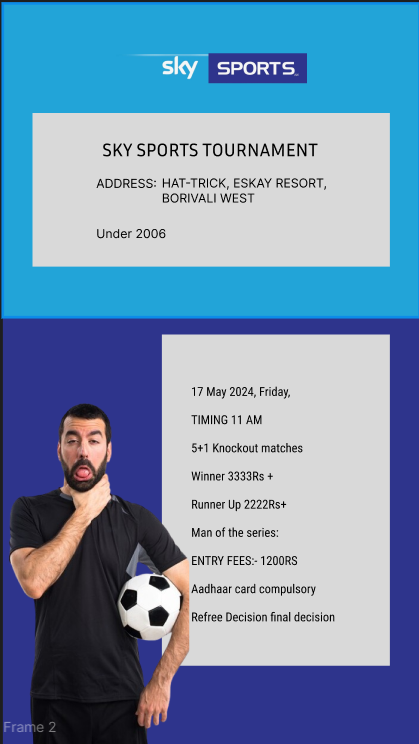 sky SPORTS
SKY SPORTS TOURNAMENT
ADDRESS: HAT-TRICK, ESKAY RESORT,
BORIVALI WEST
Under 2006
17 May 2024, Friday,
TIMING 11 AM
5+1 Knockout matches
Winner 3333Rs +
Runner Up 2222Rs+
Man of the series:
ENTRY FEES:- 1200RS
Aadhaar card compulsory
Refree Decision final decision
Frame 2